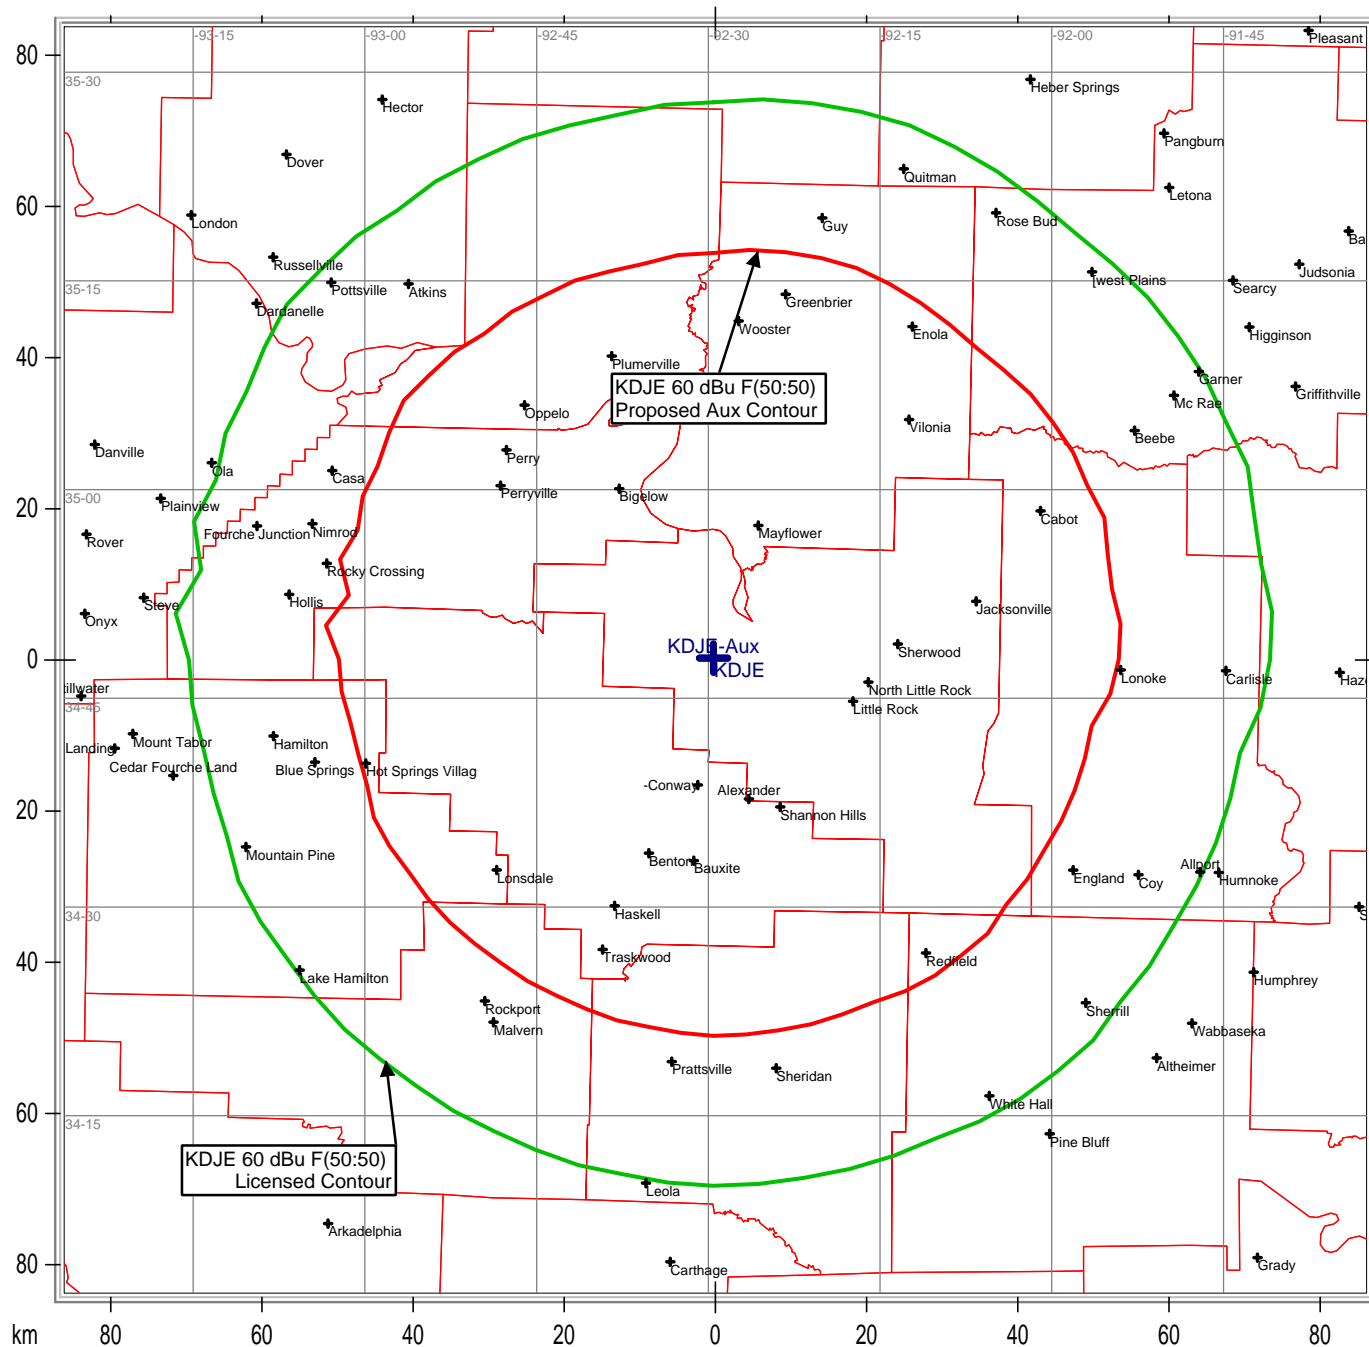 80
-93-15
-93-00
-92-45
-92-30
-92-15
-92-00
-91-45
Pleasant
35-30
Heber Springs
Hector
Pangburn
Dover
Quitman
Letona
60
London
Guy
Rose Bud
Ba
Russellville
Judsonia
Pottsville
Atkins
[west Plains
Searcy
35-15
Greenbrier
Dardanelle
Wooster
Enola
Higginson
40
Plumerville
KDJE 60 dBu F(50:50)
Proposed Aux Contour
Garner
Griffithville
Mc Rae
Oppelo
Vilonia
Beebe
Danville
Perry
Ola
Casa
Perryville
Bigelow
35-00
Plainview
20
Cabot
Rover
Fourche Junction
Nimrod
Mayflower
Rocky Crossing
Hollis
Steve
Jacksonville
Onyx
0
KDJE-Aux
KDJE
Sherwood
Lonoke
Carlisle
Haz
tillwater
North Little Rock
Little Rock
34-45
Landing
Mount Tabor
Hamilton
Cedar Fourche Land
Blue Springs
Hot Springs Villag
-Conway
Alexander
Shannon Hills
20
Mountain Pine
Benton
Bauxite
Lonsdale
England
Coy
Allport
Humnoke
34-30
Haskell
S
Traskwood
Redfield
40
Lake Hamilton
Humphrey
Rockport
Malvern
Sherrill
Wabbaseka
Prattsville
Sheridan
Altheimer
60
White Hall
34-15
Pine Bluff
KDJE 60 dBu F(50:50)
Licensed Contour
Leola
Arkadelphia
80
Carthage
Grady
km
80
60
40
20
0
20
40
60
80